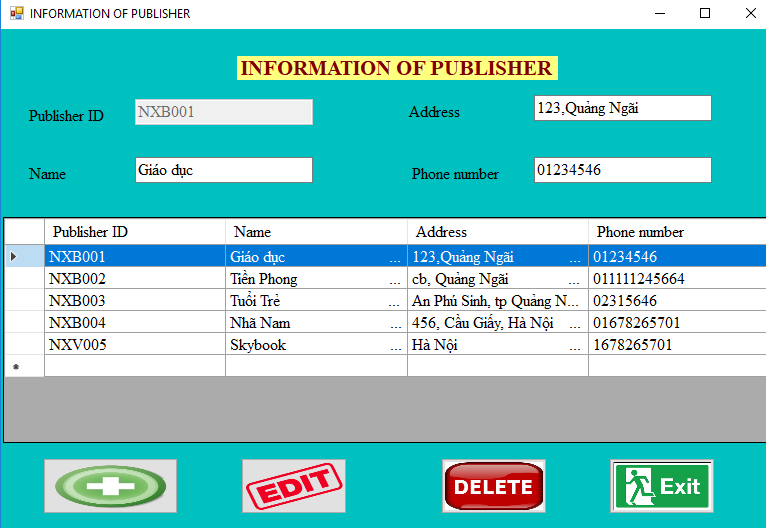 INFORMATION OF PUBLISHER
INFORMATION OF PUBLISHER
Publisher ID NXB001 Address 123,Quảng Ngãi
Name Giáo dục Phone number 01234546
Publisher ID Name Address Phone number
NXB001 Giáo dục ... 123,Quảng Ngãi ... 01234546
NXB002 Tiền Phong ... cb, Quảng Ngãi ... 011111245664
NXB003 Tuổi Trẻ ... An Phú Sinh, tp Quảng N... 02315646
NXB004 Nhã Nam ... 456, Cầu Giấy, Hà Nội ... 01678265701
NXV005 Skybook ... Hà Nội ... 1678265701
EDIT DELETE Exit